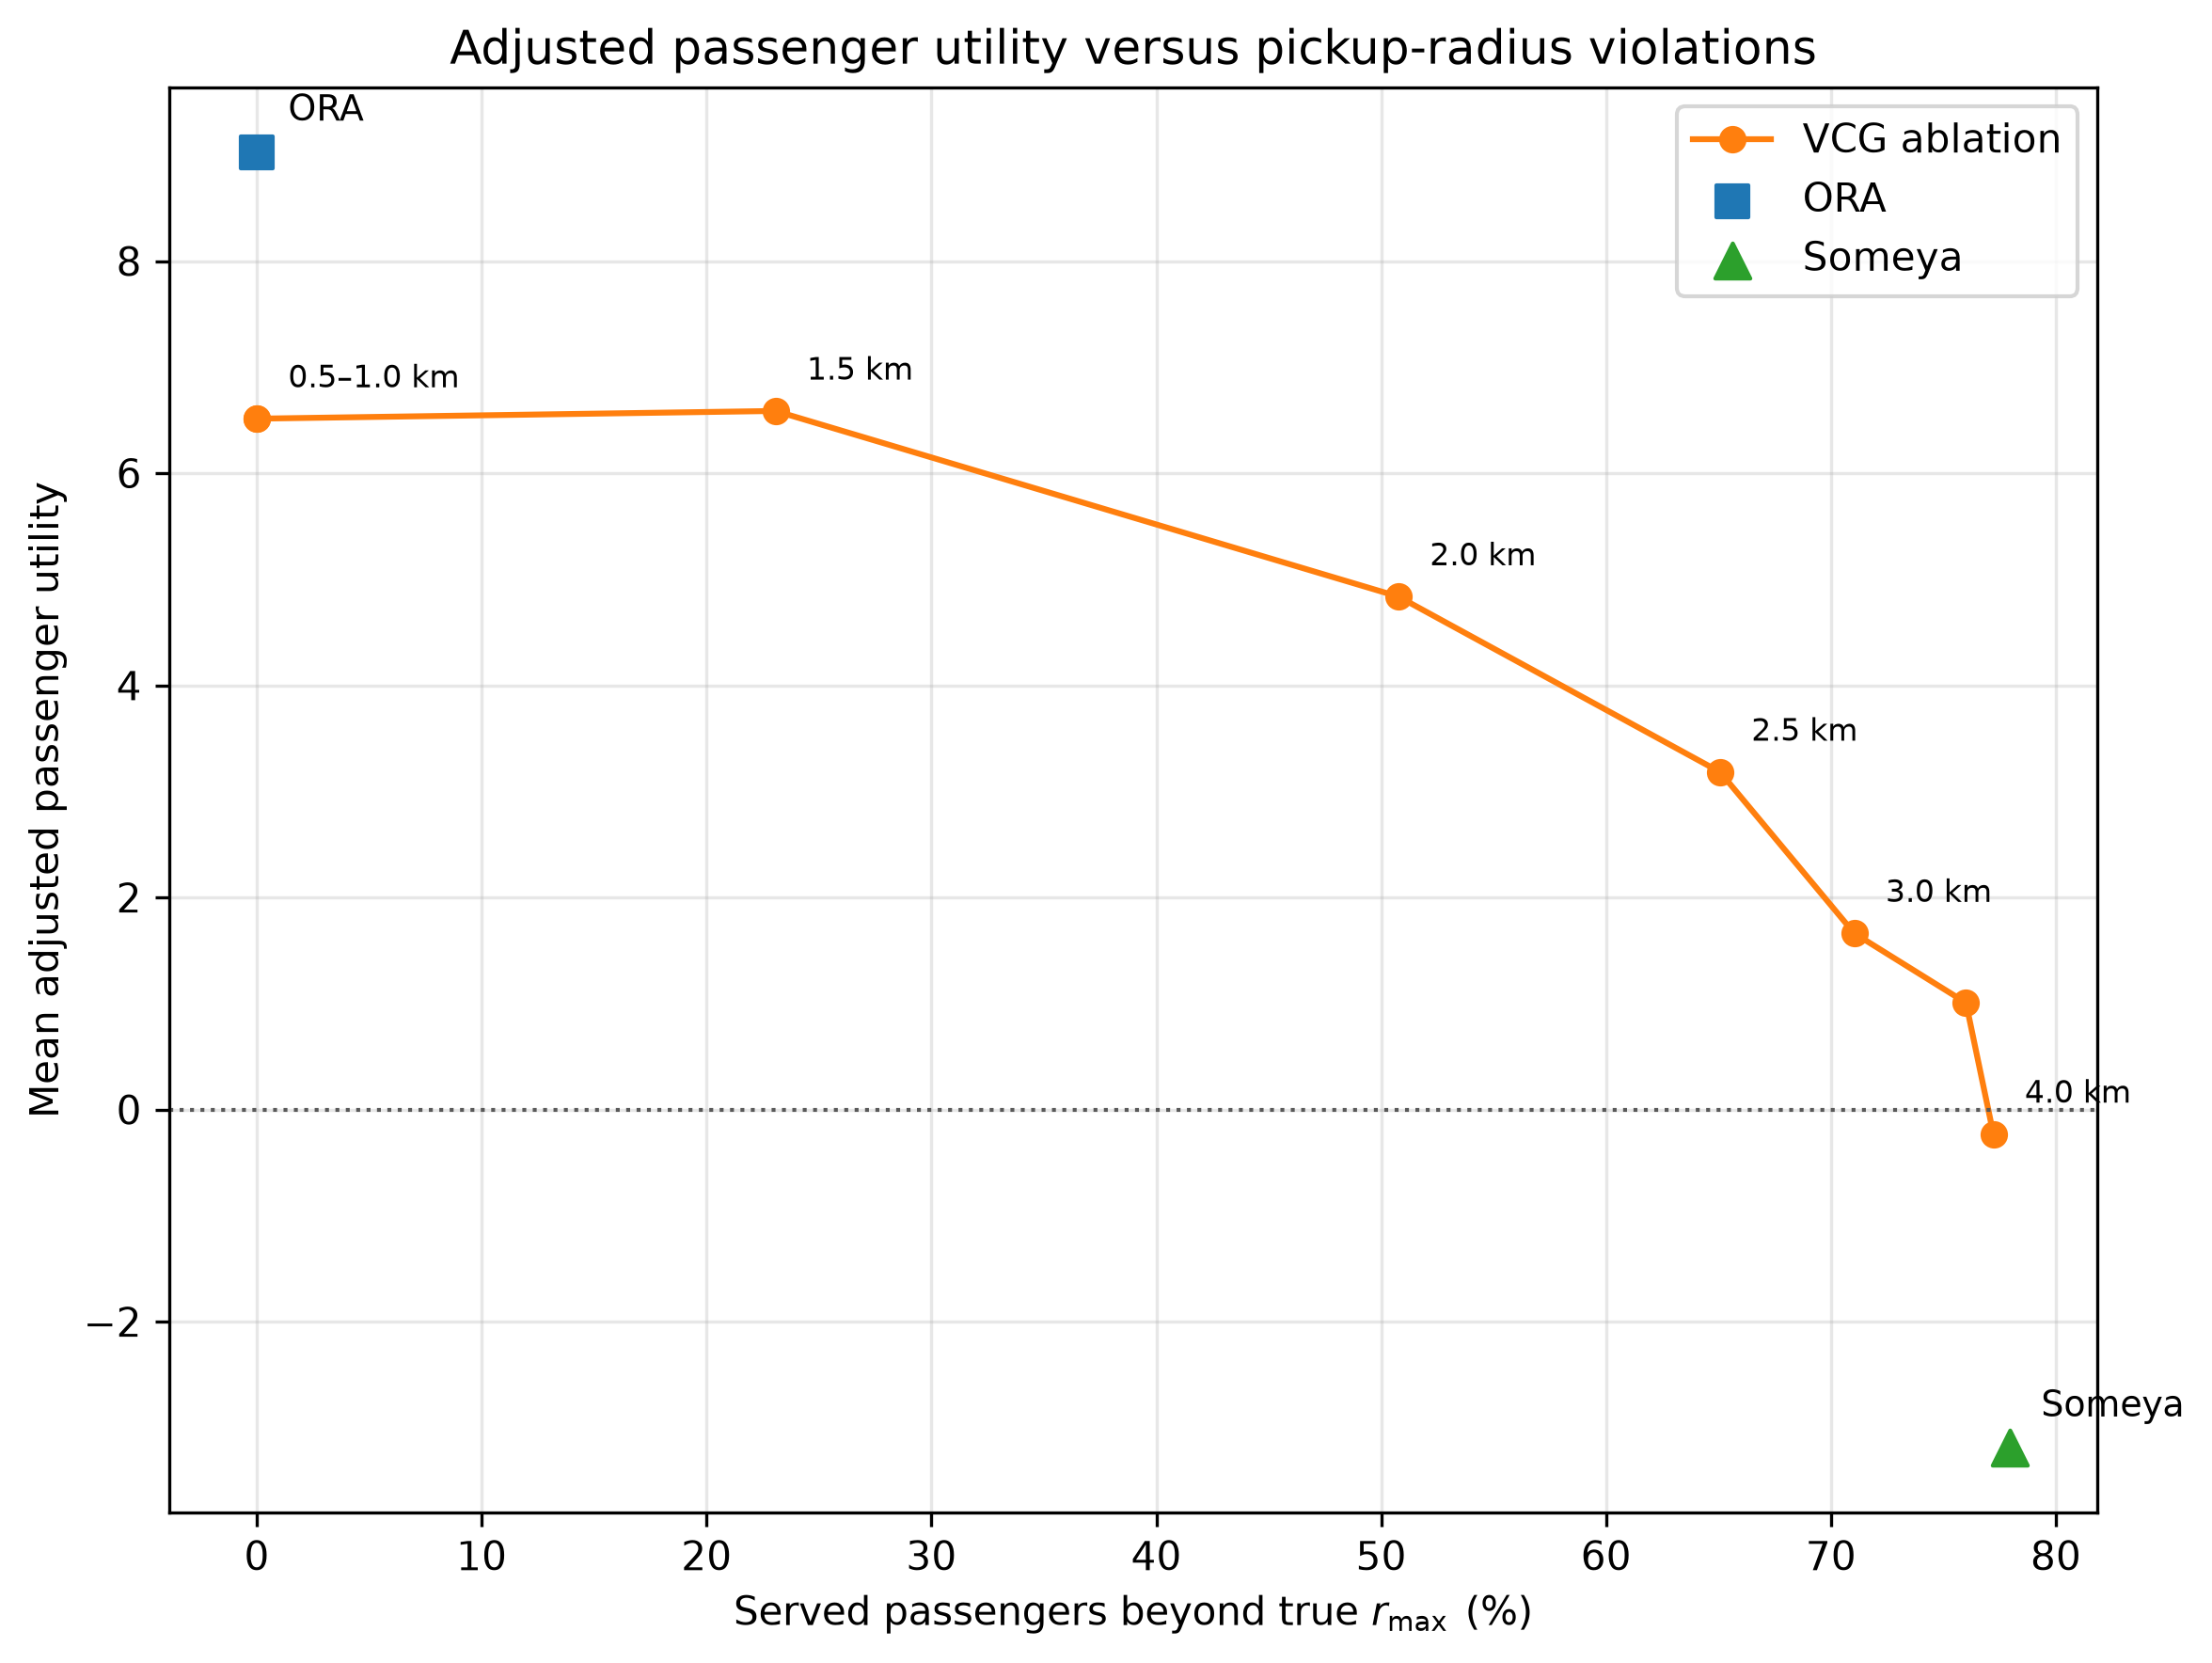 Adjusted passenger utility versus pickup-radius violations
ORA
VCG ablation
ORA
Someya
8
0.5–1.0 km
1.5 km
6
2.0 km
4
2.5 km
3.0 km
2
4.0 km
0
−2
Someya
Mean adjusted passenger utility
0 10 20 30 40 50 60 70 80
Served passengers beyond true r_max (%)